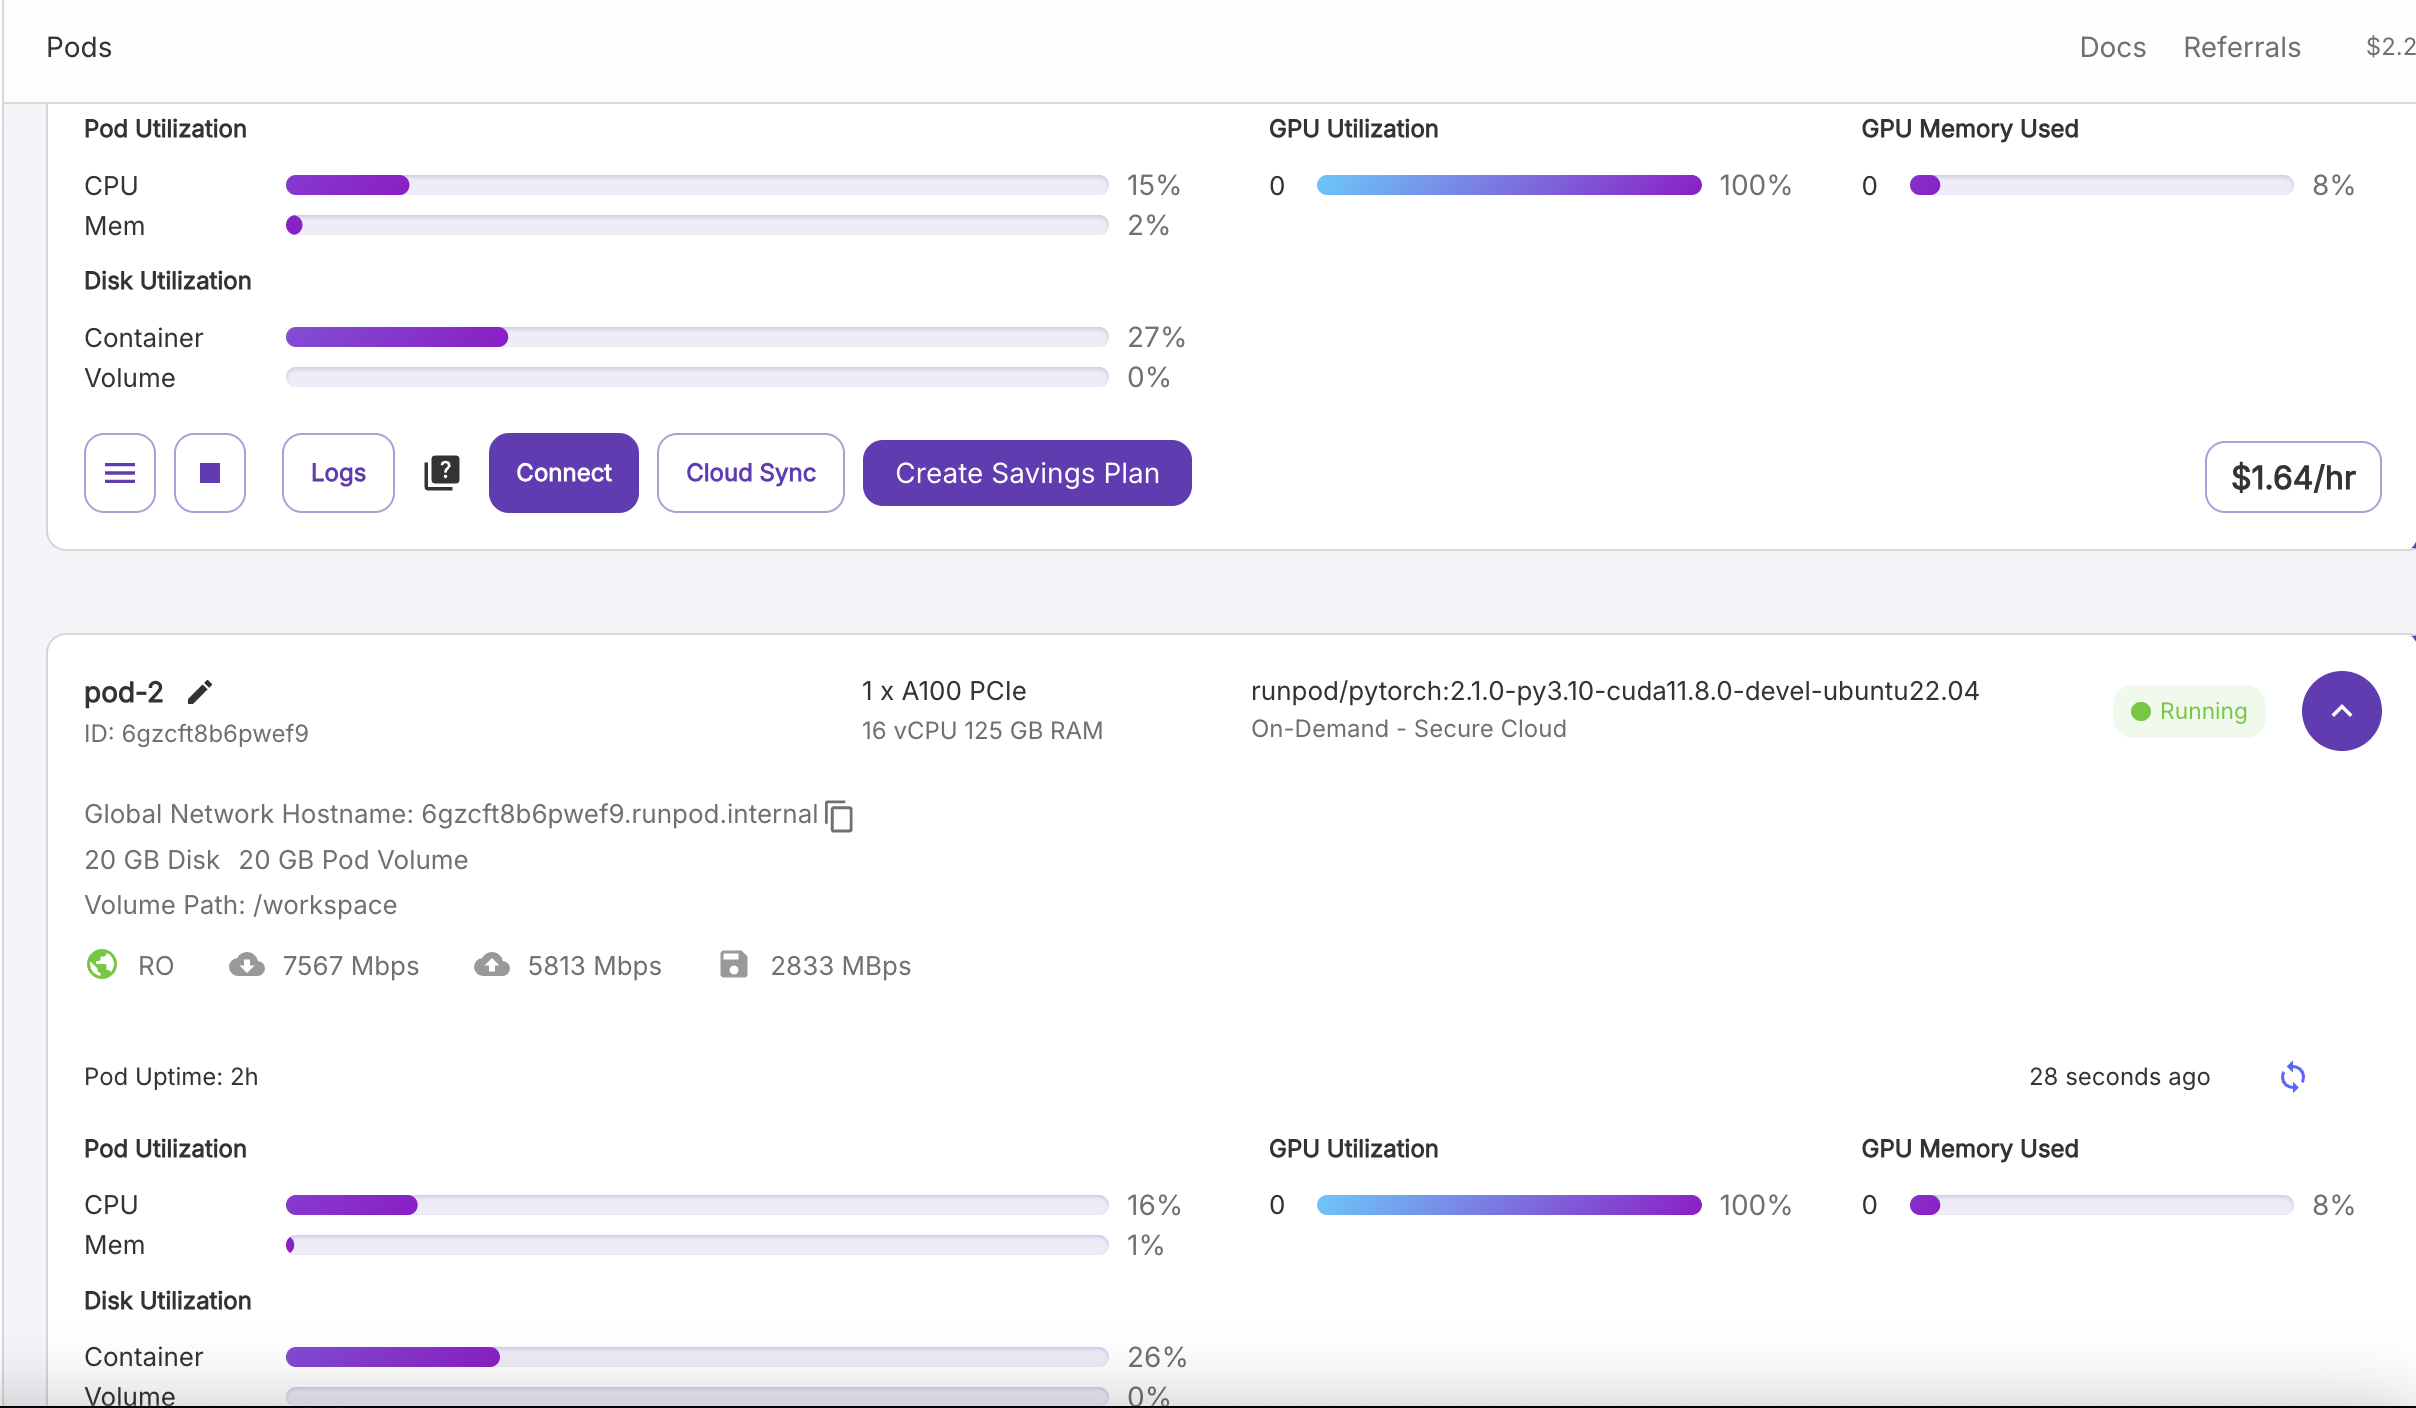 Pods
Docs Referrals $2.2
Pod Utilization
CPU 15%
Mem 2%
Disk Utilization
Container 27%
Volume 0%
GPU Utilization
0 100%
GPU Memory Used
0 8%
Logs ? Connect Cloud Sync Create Savings Plan $1.64/hr
pod-2
ID: 6gzcft8b6pwef9
1 x A100 PCIe
16 vCPU 125 GB RAM
runpod/pytorch:2.1.0-py3.10-cuda11.8.0-devel-ubuntu22.04
On-Demand - Secure Cloud
Running
Global Network Hostname: 6gzcft8b6pwef9.runpod.internal
20 GB Disk 20 GB Pod Volume
Volume Path: /workspace
RO 7567 Mbps 5813 Mbps 2833 MBps
Pod Uptime: 2h
28 seconds ago
Pod Utilization
CPU 16%
Mem 1%
Disk Utilization
Container 26%
Volume 0%
GPU Utilization
0 100%
GPU Memory Used
0 8%